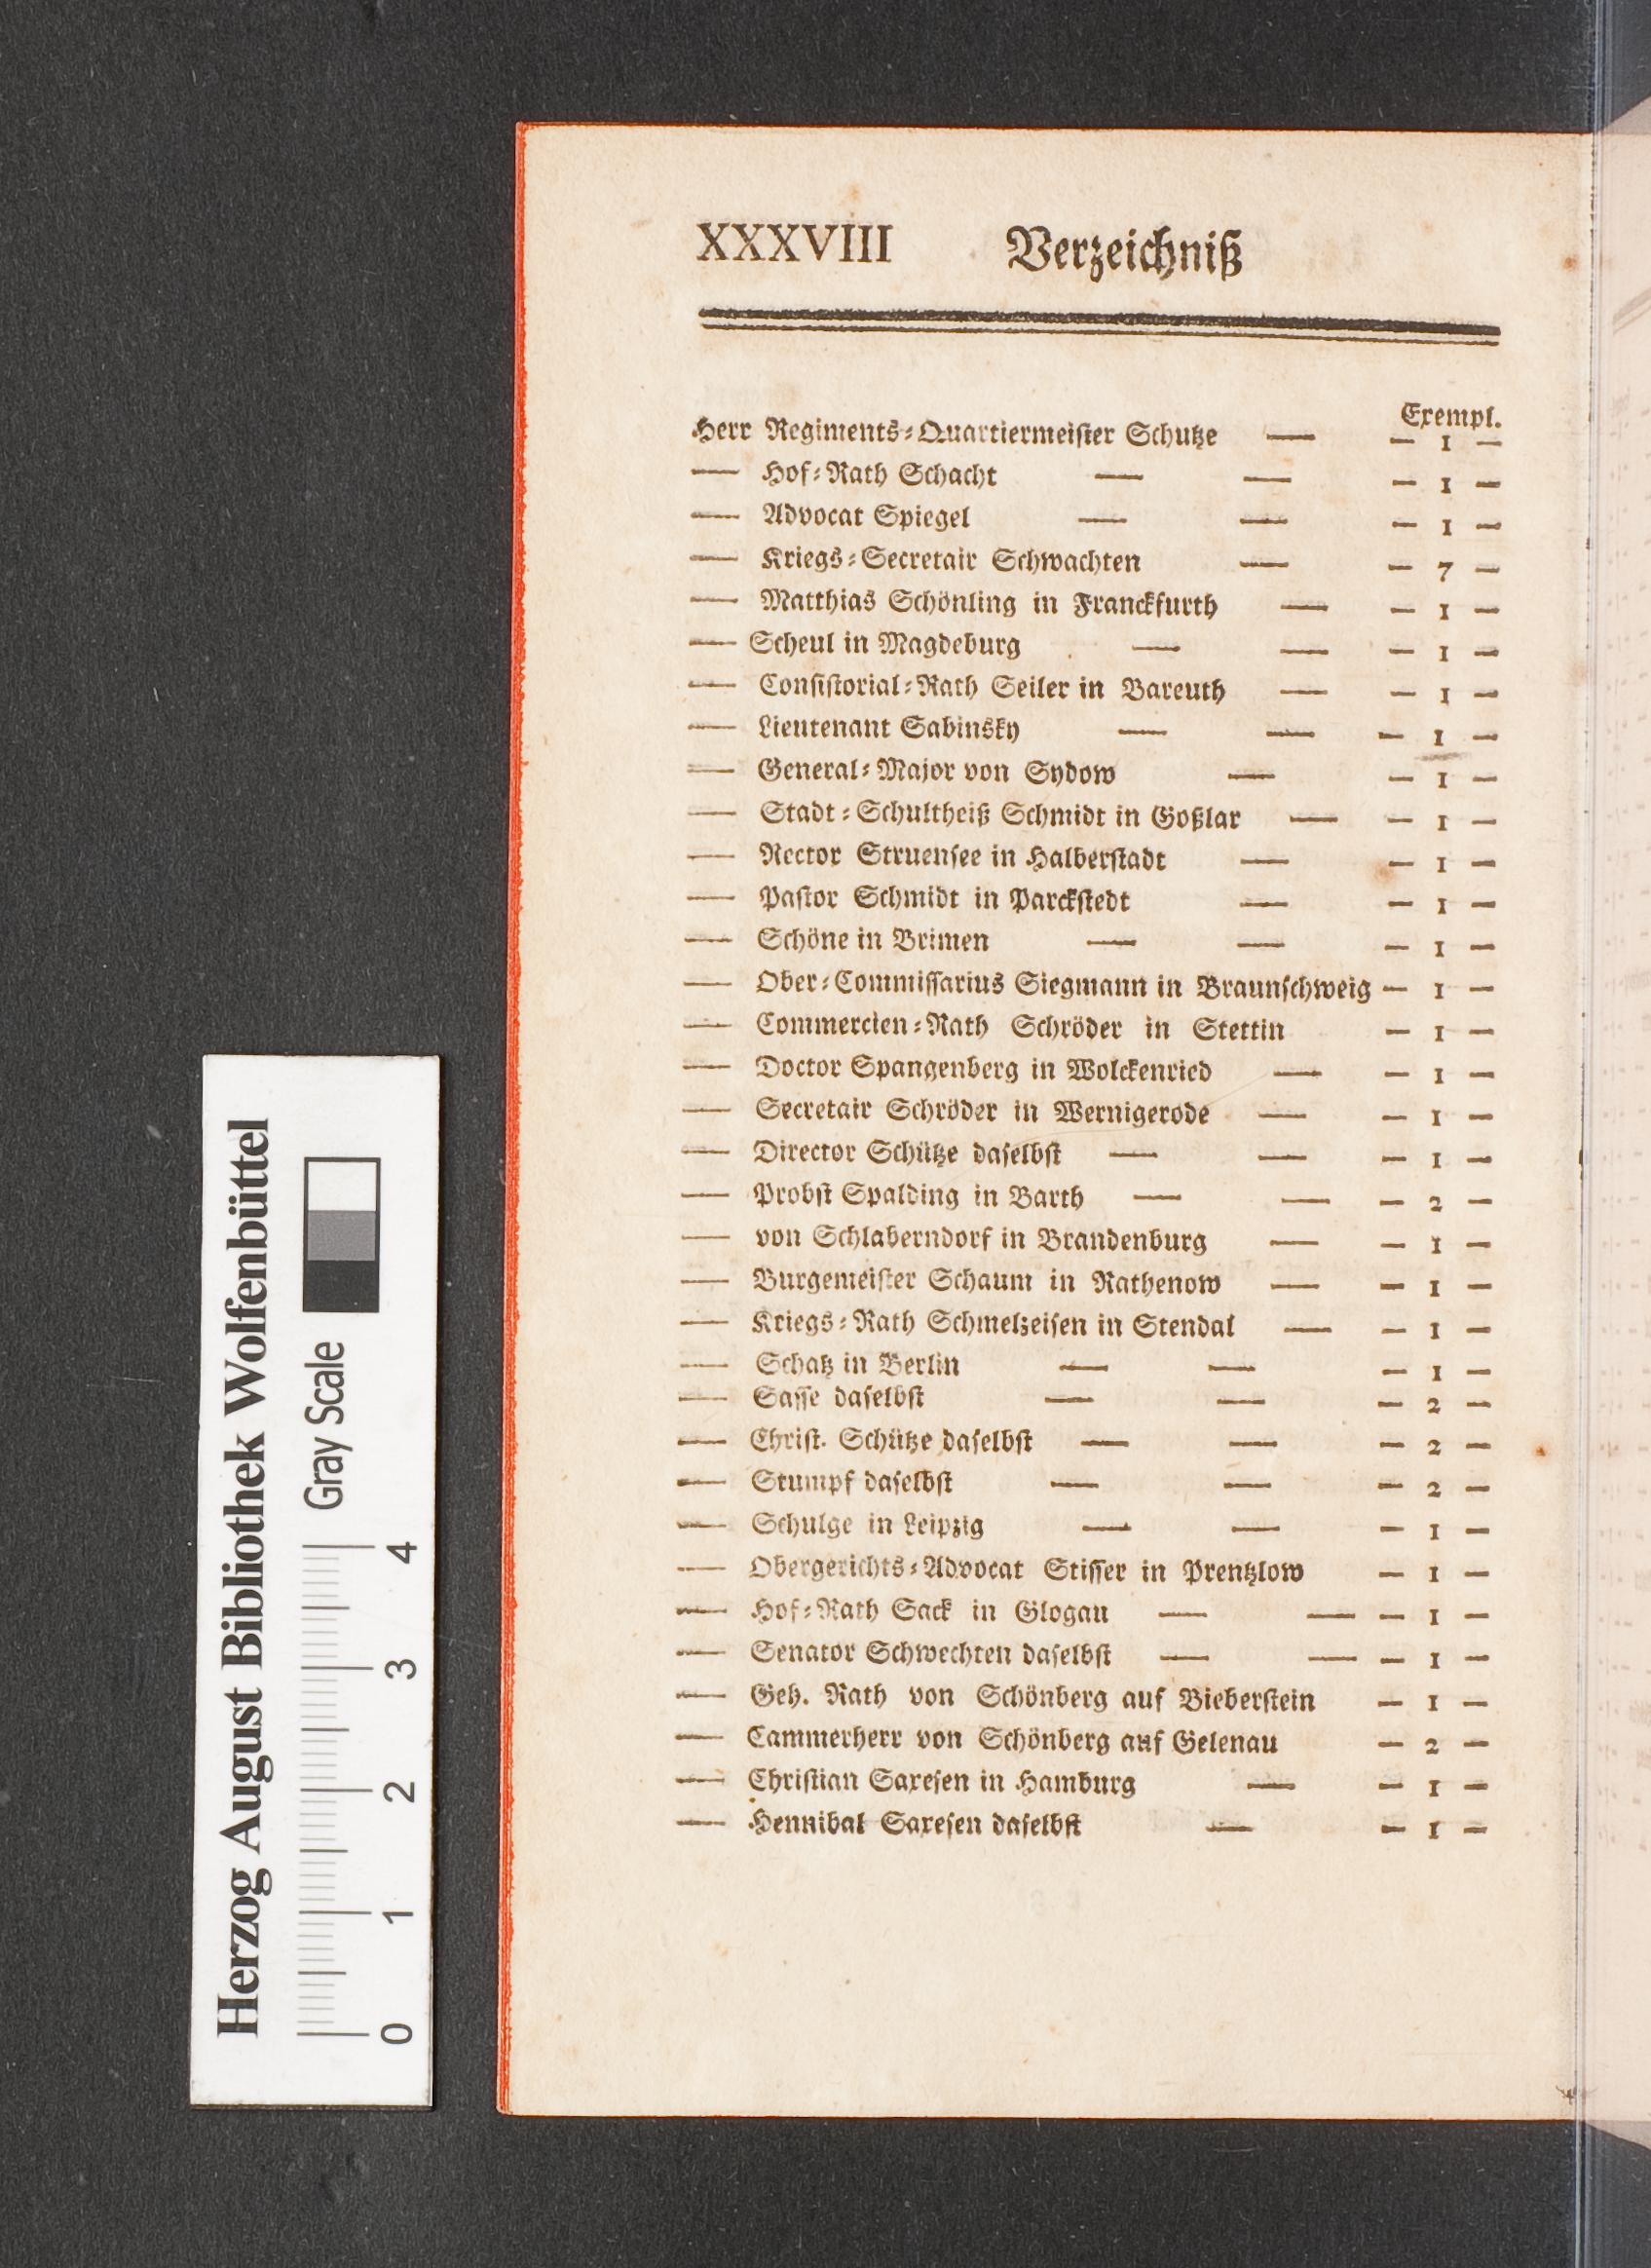 XXXVIII Verzeichniß
Exempl.
Herr Regiments-Quartiermeister Schutze — — 1 —
— Hof-Rath Schacht — — — 1 —
— Advocat Spiegel — — — 1 —
— Kriegs-Secretair Schwachten — — 7 —
— Matthias Schönling in Franckfurth — — 1 —
— Scheul in Magdeburg — — — 1 —
— Consistorial-Rath Seiler in Bareuth — — 1 —
— Lieutenant Sabinsky — — — 1 —
— General-Major von Sydow — — 1 —
— Stadt-Schultheiß Schmidt in Goßlar — — 1 —
— Rector Struensee in Halberstadt — — 1 —
— Pastor Schmidt in Parckstedt — — 1 —
— Schöne in Brimen — — — 1 —
— Ober-Commissarius Siegmann in Braunschweig — 1 —
— Commercien-Rath Schröder in Stettin — 1 —
— Doctor Spangenberg in Wolckenried — — 1 —
— Secretair Schröder in Wernigerode — — 1 —
— Director Schütze daselbst — — — 1 —
— Probst Spalding in Barth — — — 2 —
— von Schlaberndorf in Brandenburg — — 1 —
— Burgemeister Schaum in Rathenow — — 1 —
— Kriegs-Rath Schmelzeisen in Stendal — — 1 —
— Schatz in Berlin — — — 1 —
— Sasse daselbst — — — 2 —
— Christ. Schütze daselbst — — — 2 —
— Stumpf daselbst — — — 2 —
— Schulge in Leipzig — — — 1 —
— Obergerichts-Advocat Stisser in Prentzlow — 1 —
— Hof-Rath Sack in Glogau — — — 1 —
— Senator Schwechten daselbst — — — 1 —
— Geh. Rath von Schönberg auf Bieberstein — 1 —
— Cammerherr von Schönberg auf Gelenau — 2 —
— Christian Saxesen in Hamburg — — 1 —
— Hennibal Saxesen daselbst — — 1 —
Herzog August Bibliothek Wolfenbüttel
Gray Scale
0 1 2 3 4